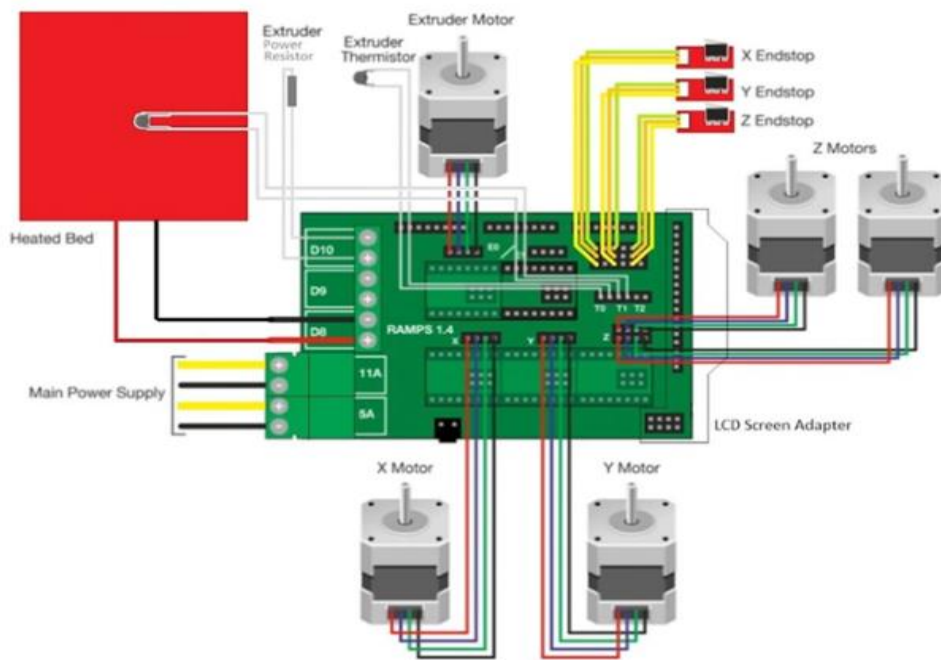 Extruder
Power
Resistor
Extruder
Thermistor
Extruder Motor
X Endstop
Y Endstop
Z Endstop
Z Motors
Heated Bed
D10
D9
D8
E0
T0 T1 T2
RAMPS 1.4
X
Y
Z
Main Power Supply
11A
5A
LCD Screen Adapter
X Motor
Y Motor